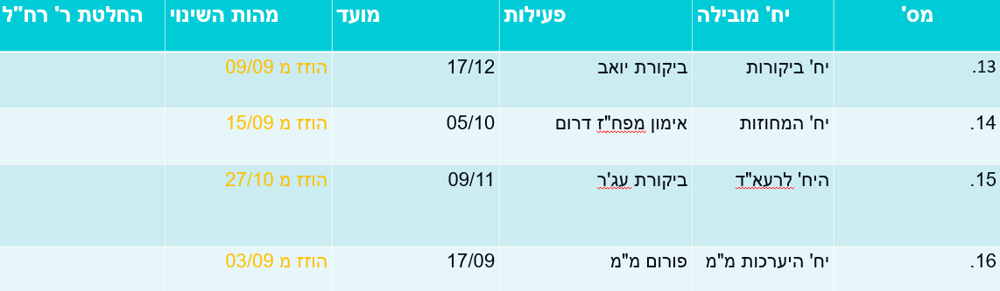 מס' יח' מובילה פעילות מועד מהות השינוי החלטת ר' רח"ל
13. יח' ביקורות ביקורת יואב 17/12 הוזז מ 09/09
14. יח' המחוזות אימון מפח"ז דרום 05/10 הוזז מ 15/09
15. היח' לרעא"ד ביקורת עג'ר 09/11 הוזז מ 27/10
16. יח' היערכות מ"מ פורום מ"מ 17/09 הוזז מ 03/09